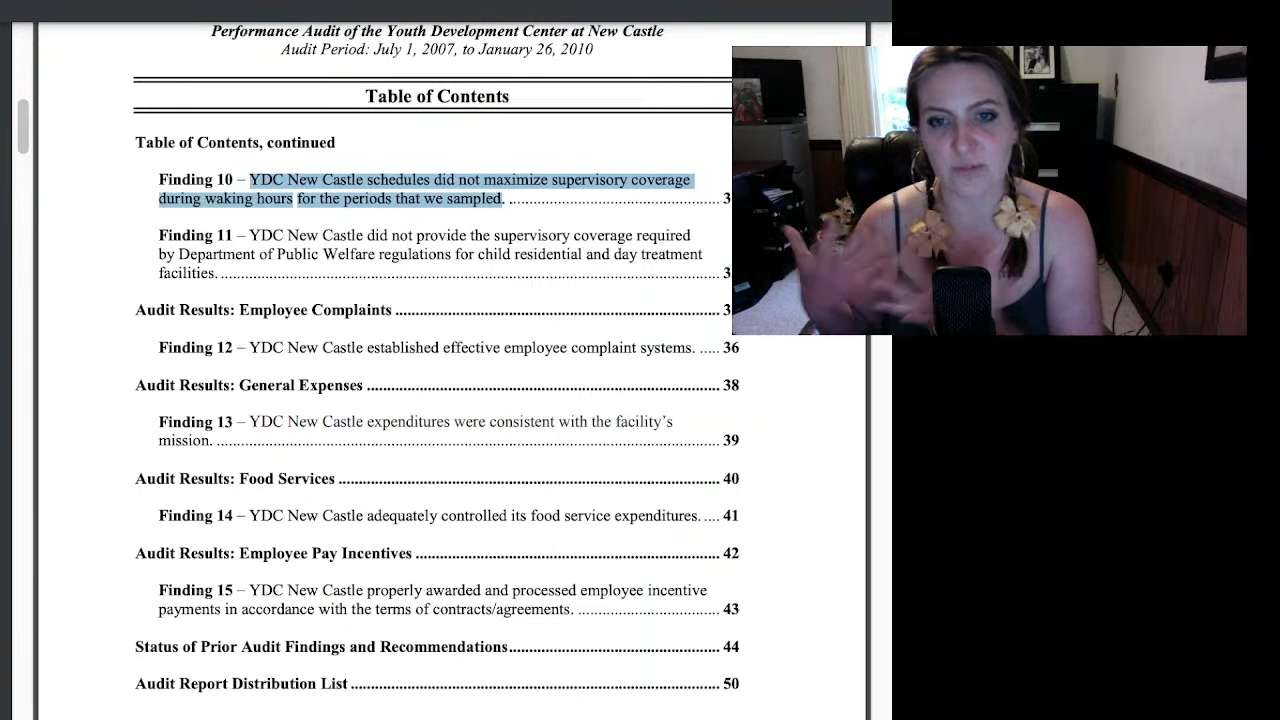 Performance Audit of the Youth Development Center at New Castle
Audit Period: July 1, 2007, to January 26, 2010
Table of Contents
Table of Contents, continued
Finding 10 – YDC New Castle schedules did not maximize supervisory coverage
during waking hours for the periods that we sampled. ........................................................ 3
Finding 11 – YDC New Castle did not provide the supervisory coverage required
by Department of Public Welfare regulations for child residential and day treatment
facilities. ........................................................ 3
Audit Results: Employee Complaints ........................................................ 3
Finding 12 – YDC New Castle established effective employee complaint systems. ..... 36
Audit Results: General Expenses ........................................................ 38
Finding 13 – YDC New Castle expenditures were consistent with the facility's
mission. ........................................................ 39
Audit Results: Food Services ........................................................ 40
Finding 14 – YDC New Castle adequately controlled its food service expenditures. .... 41
Audit Results: Employee Pay Incentives ........................................................ 42
Finding 15 – YDC New Castle properly awarded and processed employee incentive
payments in accordance with the terms of contracts/agreements. .................................... 43
Status of Prior Audit Findings and Recommendations ........................................................ 44
Audit Report Distribution List ........................................................ 50